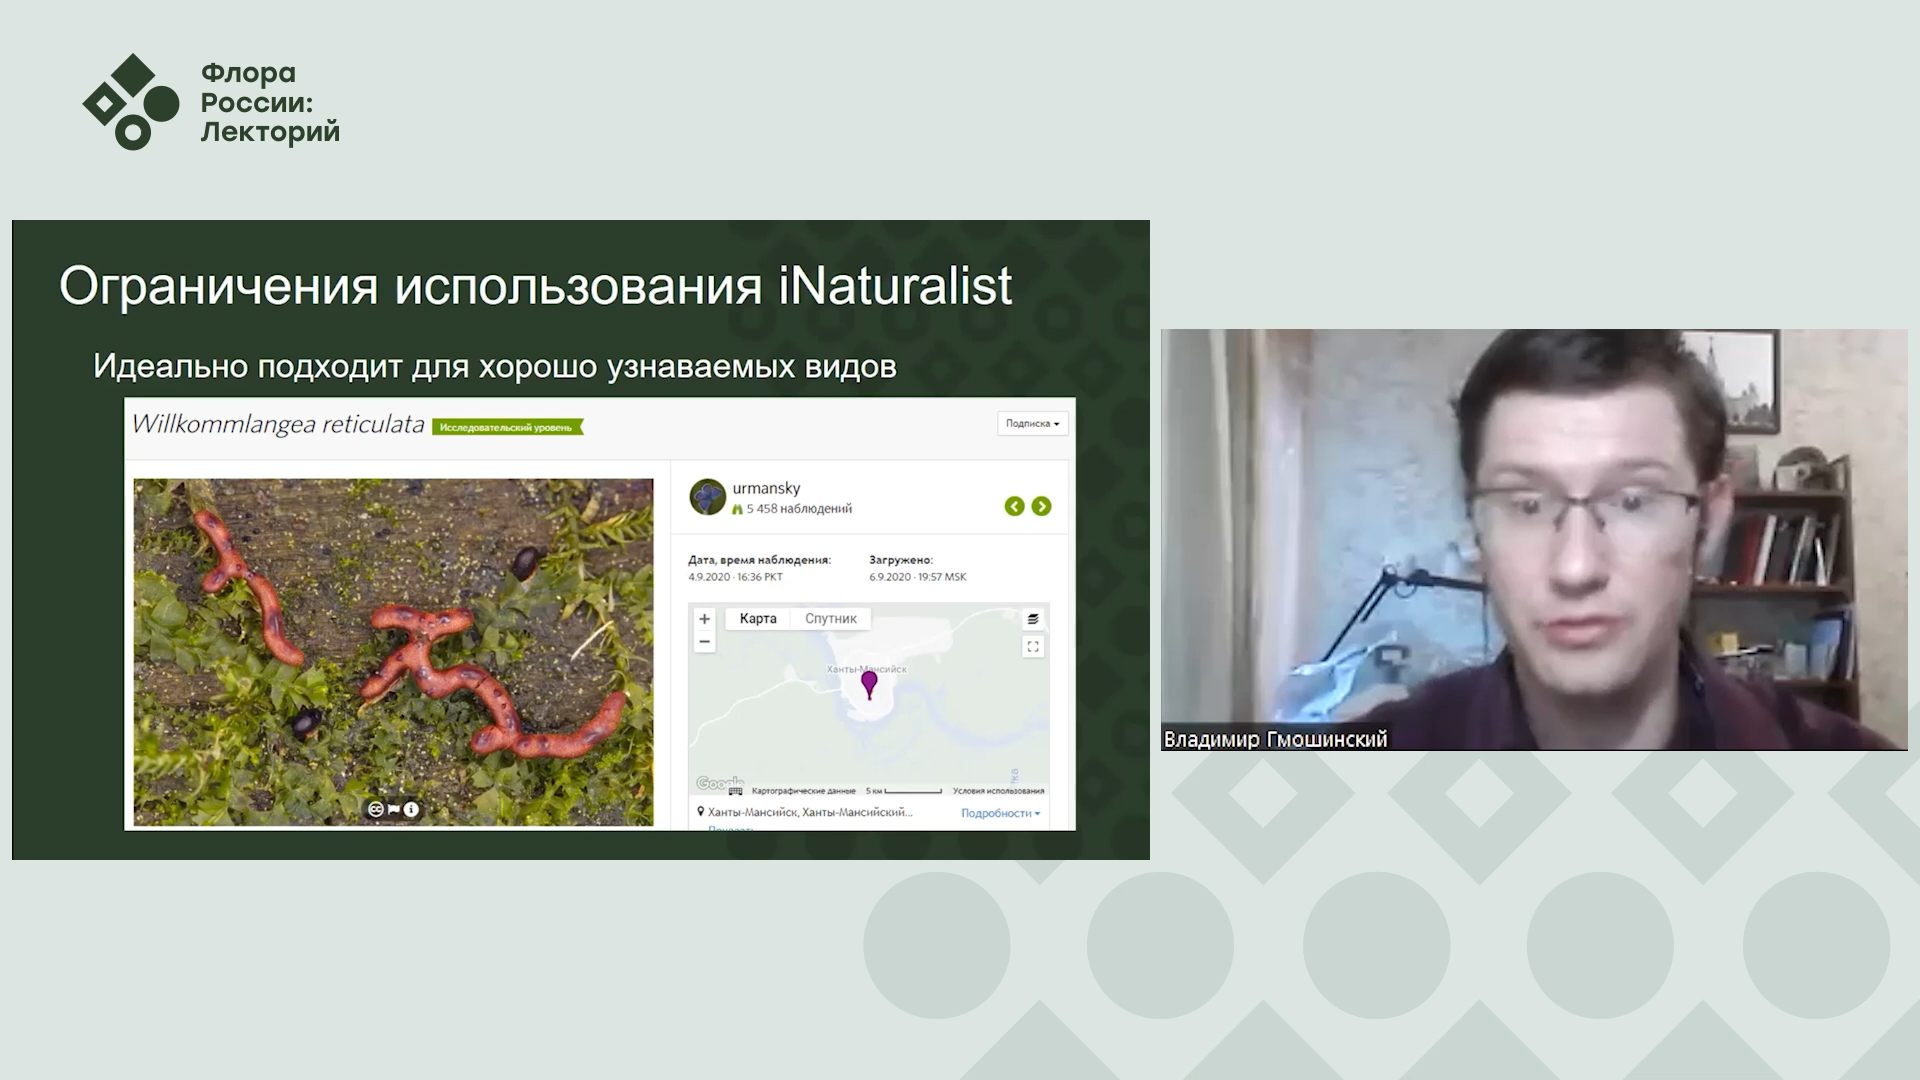 Флора
России:
Лекторий
Ограничения использования iNaturalist
Идеально подходит для хорошо узнаваемых видов
Willkommlangea reticulata
Исследовательский уровень
Подписка
urmansky
5 458 наблюдений
Дата, время наблюдения:
4.9.2020 · 16:36 PKT
Загружено:
6.9.2020 · 19:57 MSK
+
−
Карта
Спутник
Ханты-Мансийск
Google
Картографические данные
5 км
Условия использования
Ханты-Мансийск, Ханты-Мансийский...
Подробности
cc
i
Владимир Гмошинский